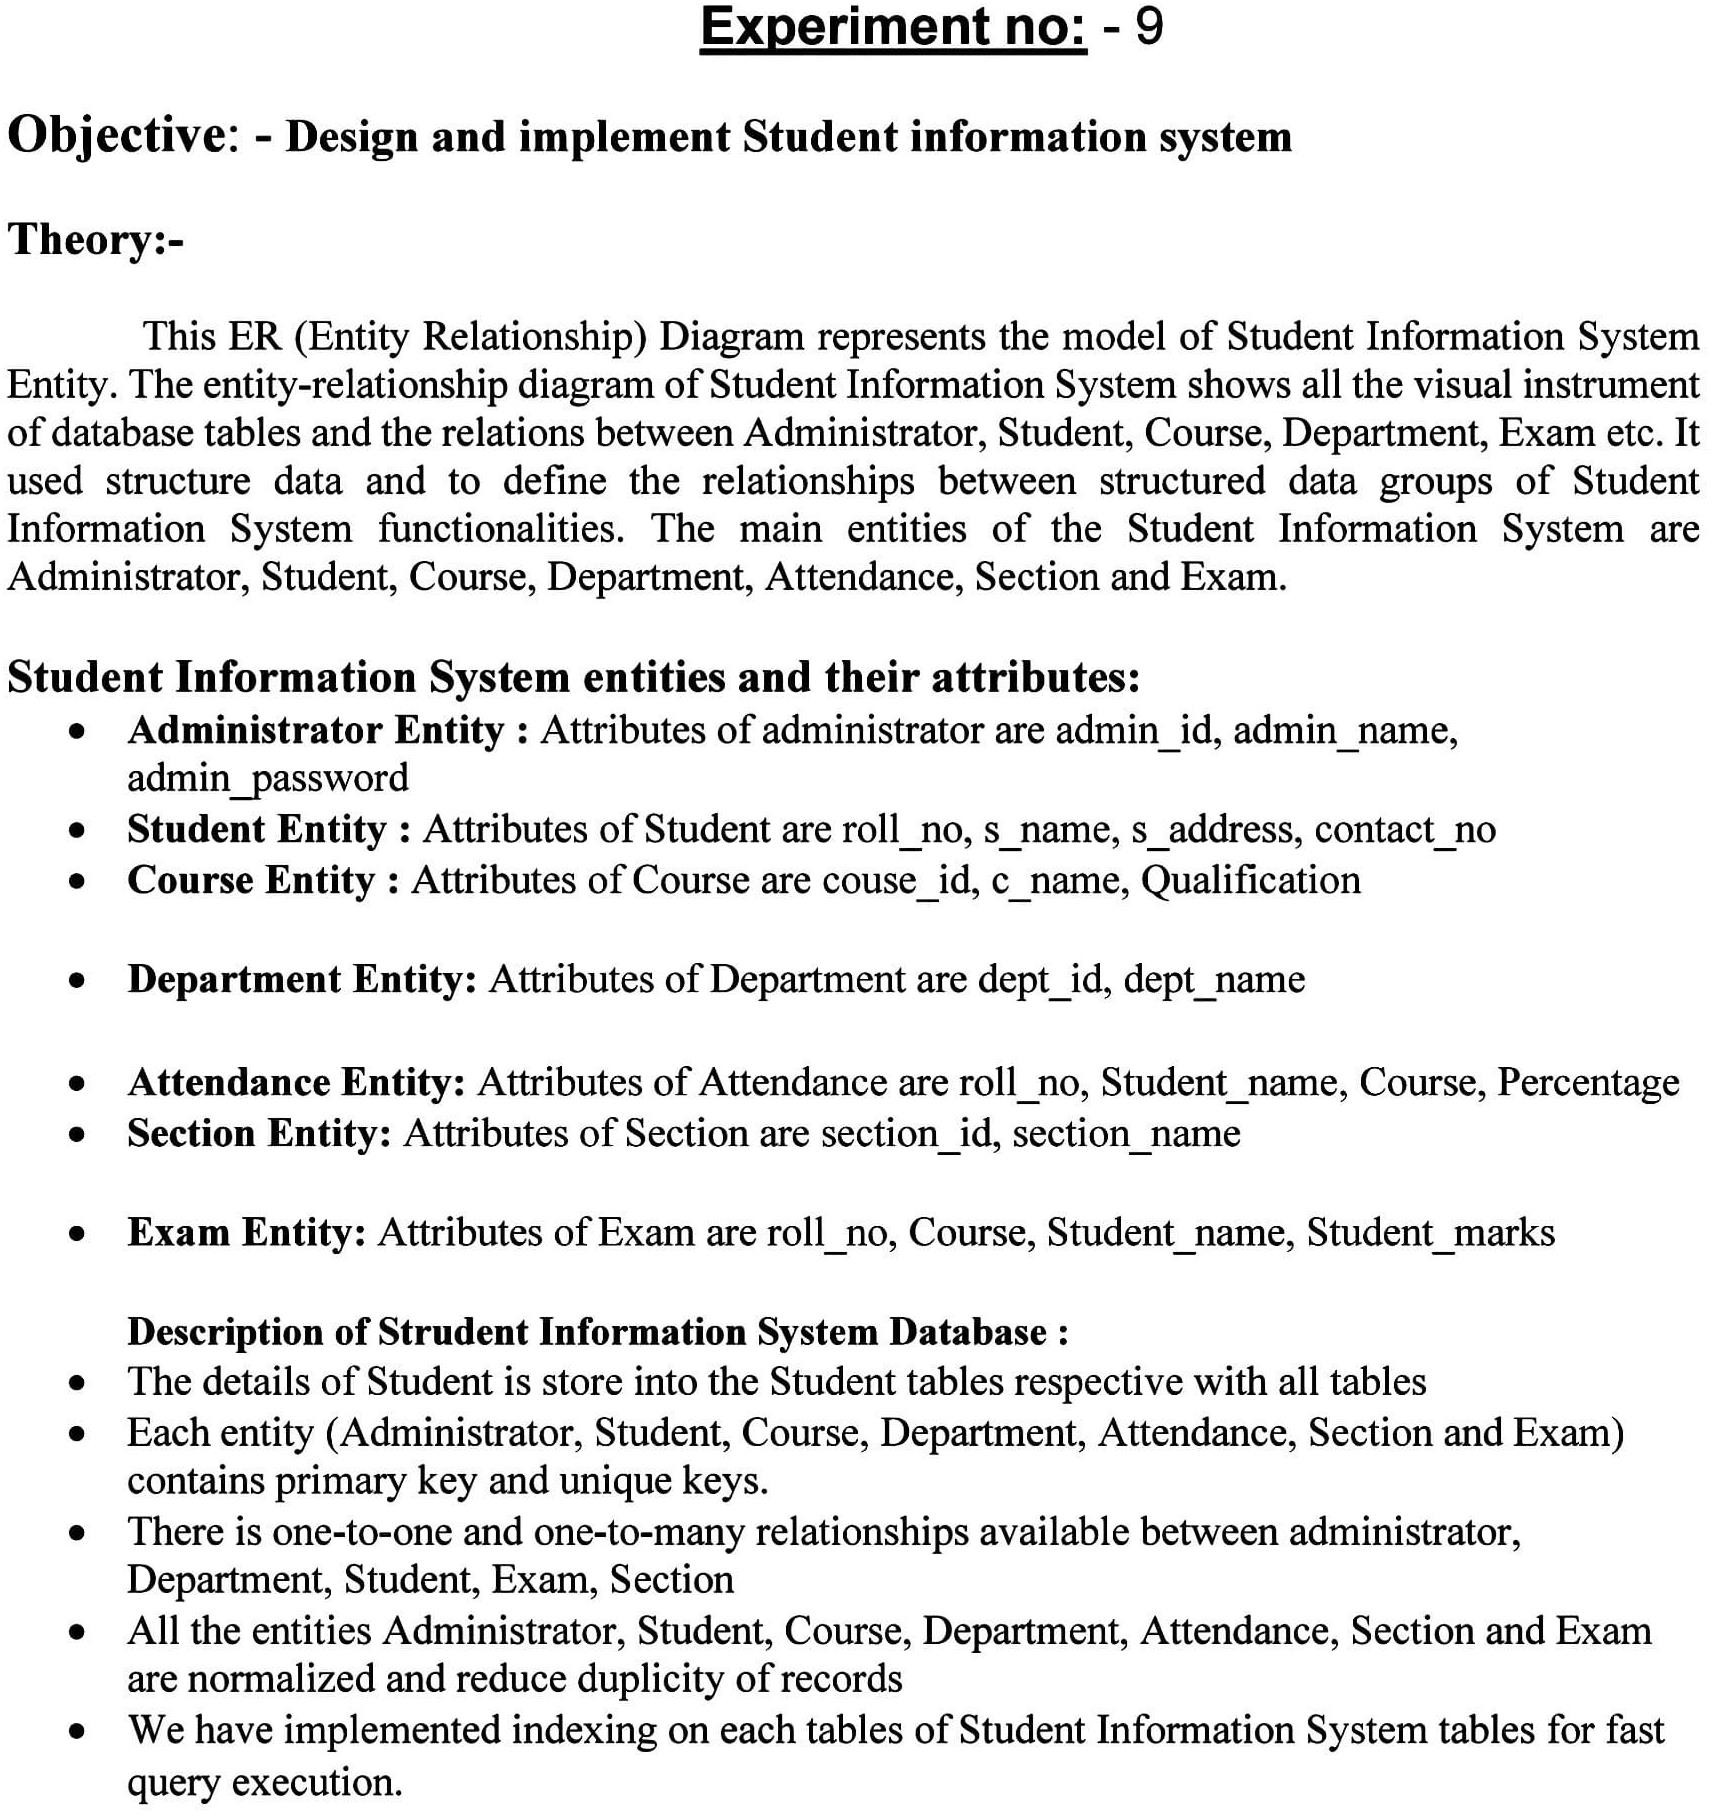 Experiment no: - 9
Objective: - Design and implement Student information system
Theory:-
This ER (Entity Relationship) Diagram represents the model of Student Information System
Entity. The entity-relationship diagram of Student Information System shows all the visual instrument
of database tables and the relations between Administrator, Student, Course, Department, Exam etc. It
used structure data and to define the relationships between structured data groups of Student
Information System functionalities. The main entities of the Student Information System are
Administrator, Student, Course, Department, Attendance, Section and Exam.
Student Information System entities and their attributes:
• Administrator Entity : Attributes of administrator are admin_id, admin_name,
admin_password
• Student Entity : Attributes of Student are roll_no, s_name, s_address, contact_no
• Course Entity : Attributes of Course are couse_id, c_name, Qualification
• Department Entity: Attributes of Department are dept_id, dept_name
• Attendance Entity: Attributes of Attendance are roll_no, Student_name, Course, Percentage
• Section Entity: Attributes of Section are section_id, section_name
• Exam Entity: Attributes of Exam are roll_no, Course, Student_name, Student_marks
Description of Strudent Information System Database :
• The details of Student is store into the Student tables respective with all tables
• Each entity (Administrator, Student, Course, Department, Attendance, Section and Exam)
contains primary key and unique keys.
• There is one-to-one and one-to-many relationships available between administrator,
Department, Student, Exam, Section
• All the entities Administrator, Student, Course, Department, Attendance, Section and Exam
are normalized and reduce duplicity of records
• We have implemented indexing on each tables of Student Information System tables for fast
query execution.